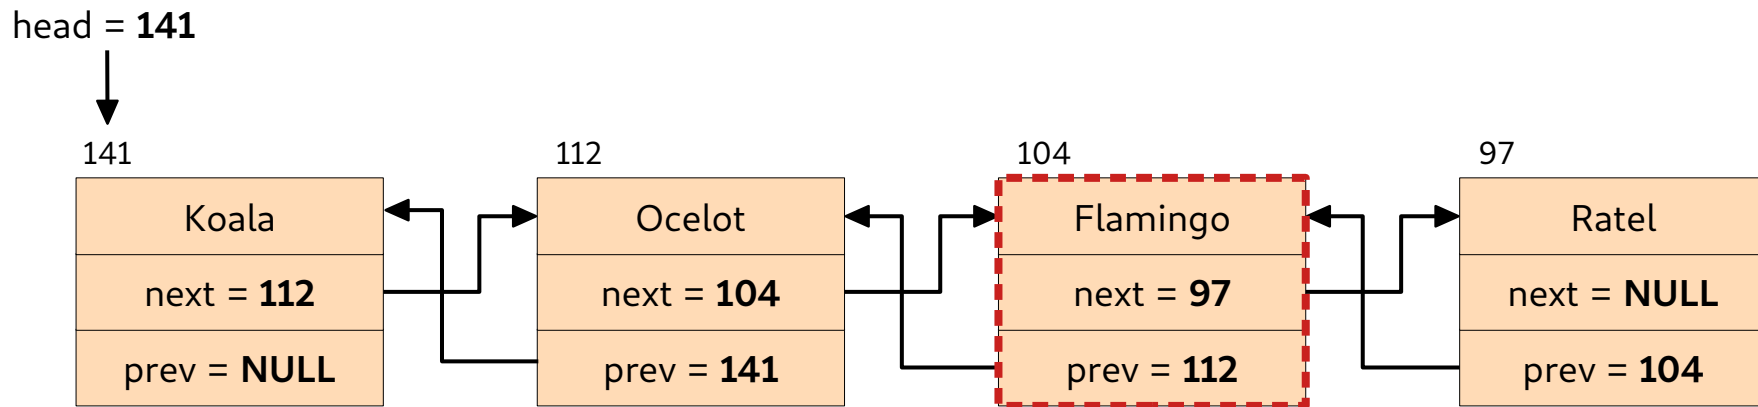 head = 141
141
112
104
97
Koala
Ocelot
Flamingo
Ratel
next = 112
next = 104
next = 97
next = NULL
prev = NULL
prev = 141
prev = 112
prev = 104